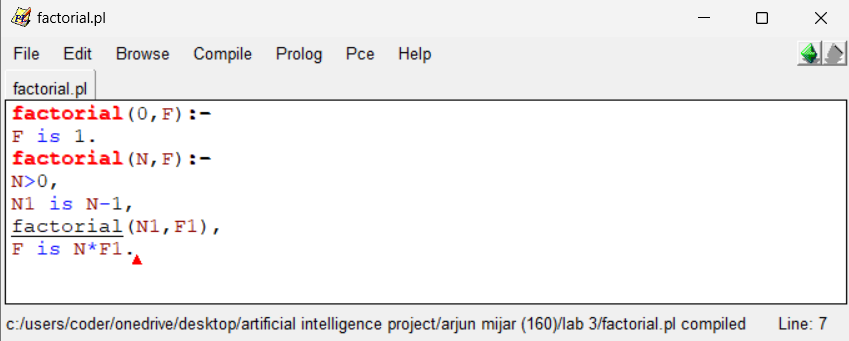 factorial.pl
File Edit Browse Compile Prolog Pce Help
factorial.pl
factorial(0,F):-
F is 1.
factorial(N,F):-
N>0,
N1 is N-1,
factorial(N1,F1),
F is N*F1.
c:/users/coder/onedrive/desktop/artificial intelligence project/arjun mijar (160)/lab 3/factorial.pl compiled Line: 7